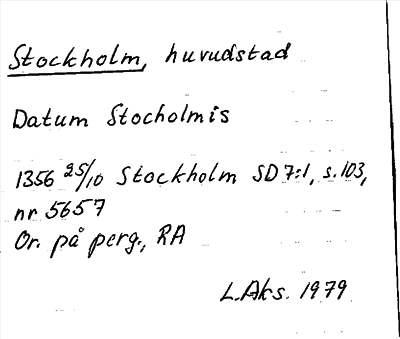 Stockholm, huvudstad
Datum Stocholmis
1356 25/10 Stockholm SD 7:1, s.103,
nr 5657
Or. på perg., RA
L.Aks. 1979